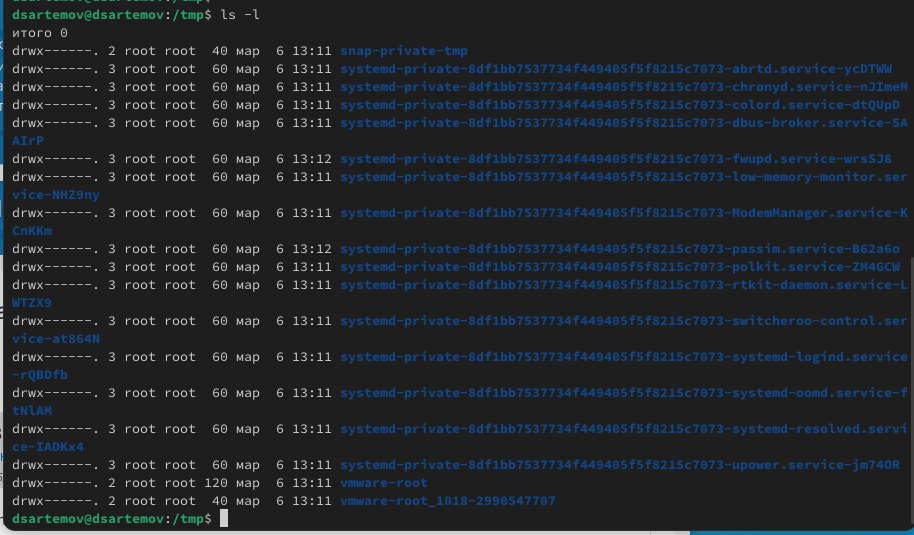 dsartemov@dsartemov:/tmp$ ls -l
итого 0
drwx------. 2 root root  40 мар  6 13:11 snap-private-tmp
drwx------. 3 root root  60 мар  6 13:11 systemd-private-8df1bb7537734f449405f5f8215c7073-abrtd.service-ycDTWW
drwx------. 3 root root  60 мар  6 13:11 systemd-private-8df1bb7537734f449405f5f8215c7073-chronyd.service-nJImeM
drwx------. 3 root root  60 мар  6 13:11 systemd-private-8df1bb7537734f449405f5f8215c7073-colord.service-dtQUpD
drwx------. 3 root root  60 мар  6 13:11 systemd-private-8df1bb7537734f449405f5f8215c7073-dbus-broker.service-5A
AIrP
drwx------. 3 root root  60 мар  6 13:12 systemd-private-8df1bb7537734f449405f5f8215c7073-fwupd.service-wrsSJ8
drwx------. 3 root root  60 мар  6 13:11 systemd-private-8df1bb7537734f449405f5f8215c7073-low-memory-monitor.ser
vice-NHZ9ny
drwx------. 3 root root  60 мар  6 13:11 systemd-private-8df1bb7537734f449405f5f8215c7073-ModemManager.service-K
CnKKm
drwx------. 3 root root  60 мар  6 13:12 systemd-private-8df1bb7537734f449405f5f8215c7073-passim.service-B62a6o
drwx------. 3 root root  60 мар  6 13:11 systemd-private-8df1bb7537734f449405f5f8215c7073-polkit.service-ZM4GCW
drwx------. 3 root root  60 мар  6 13:11 systemd-private-8df1bb7537734f449405f5f8215c7073-rtkit-daemon.service-L
WTZX9
drwx------. 3 root root  60 мар  6 13:11 systemd-private-8df1bb7537734f449405f5f8215c7073-switcheroo-control.ser
vice-at864N
drwx------. 3 root root  60 мар  6 13:11 systemd-private-8df1bb7537734f449405f5f8215c7073-systemd-logind.service
-rQBDfb
drwx------. 3 root root  60 мар  6 13:11 systemd-private-8df1bb7537734f449405f5f8215c7073-systemd-oomd.service-f
tNlAM
drwx------. 3 root root  60 мар  6 13:11 systemd-private-8df1bb7537734f449405f5f8215c7073-systemd-resolved.servi
ce-IADKx4
drwx------. 3 root root  60 мар  6 13:11 systemd-private-8df1bb7537734f449405f5f8215c7073-upower.service-jm74OR
drwx------. 2 root root 120 мар  6 13:11 vmware-root
drwx------. 2 root root  40 мар  6 13:11 vmware-root_1018-2990547707
dsartemov@dsartemov:/tmp$